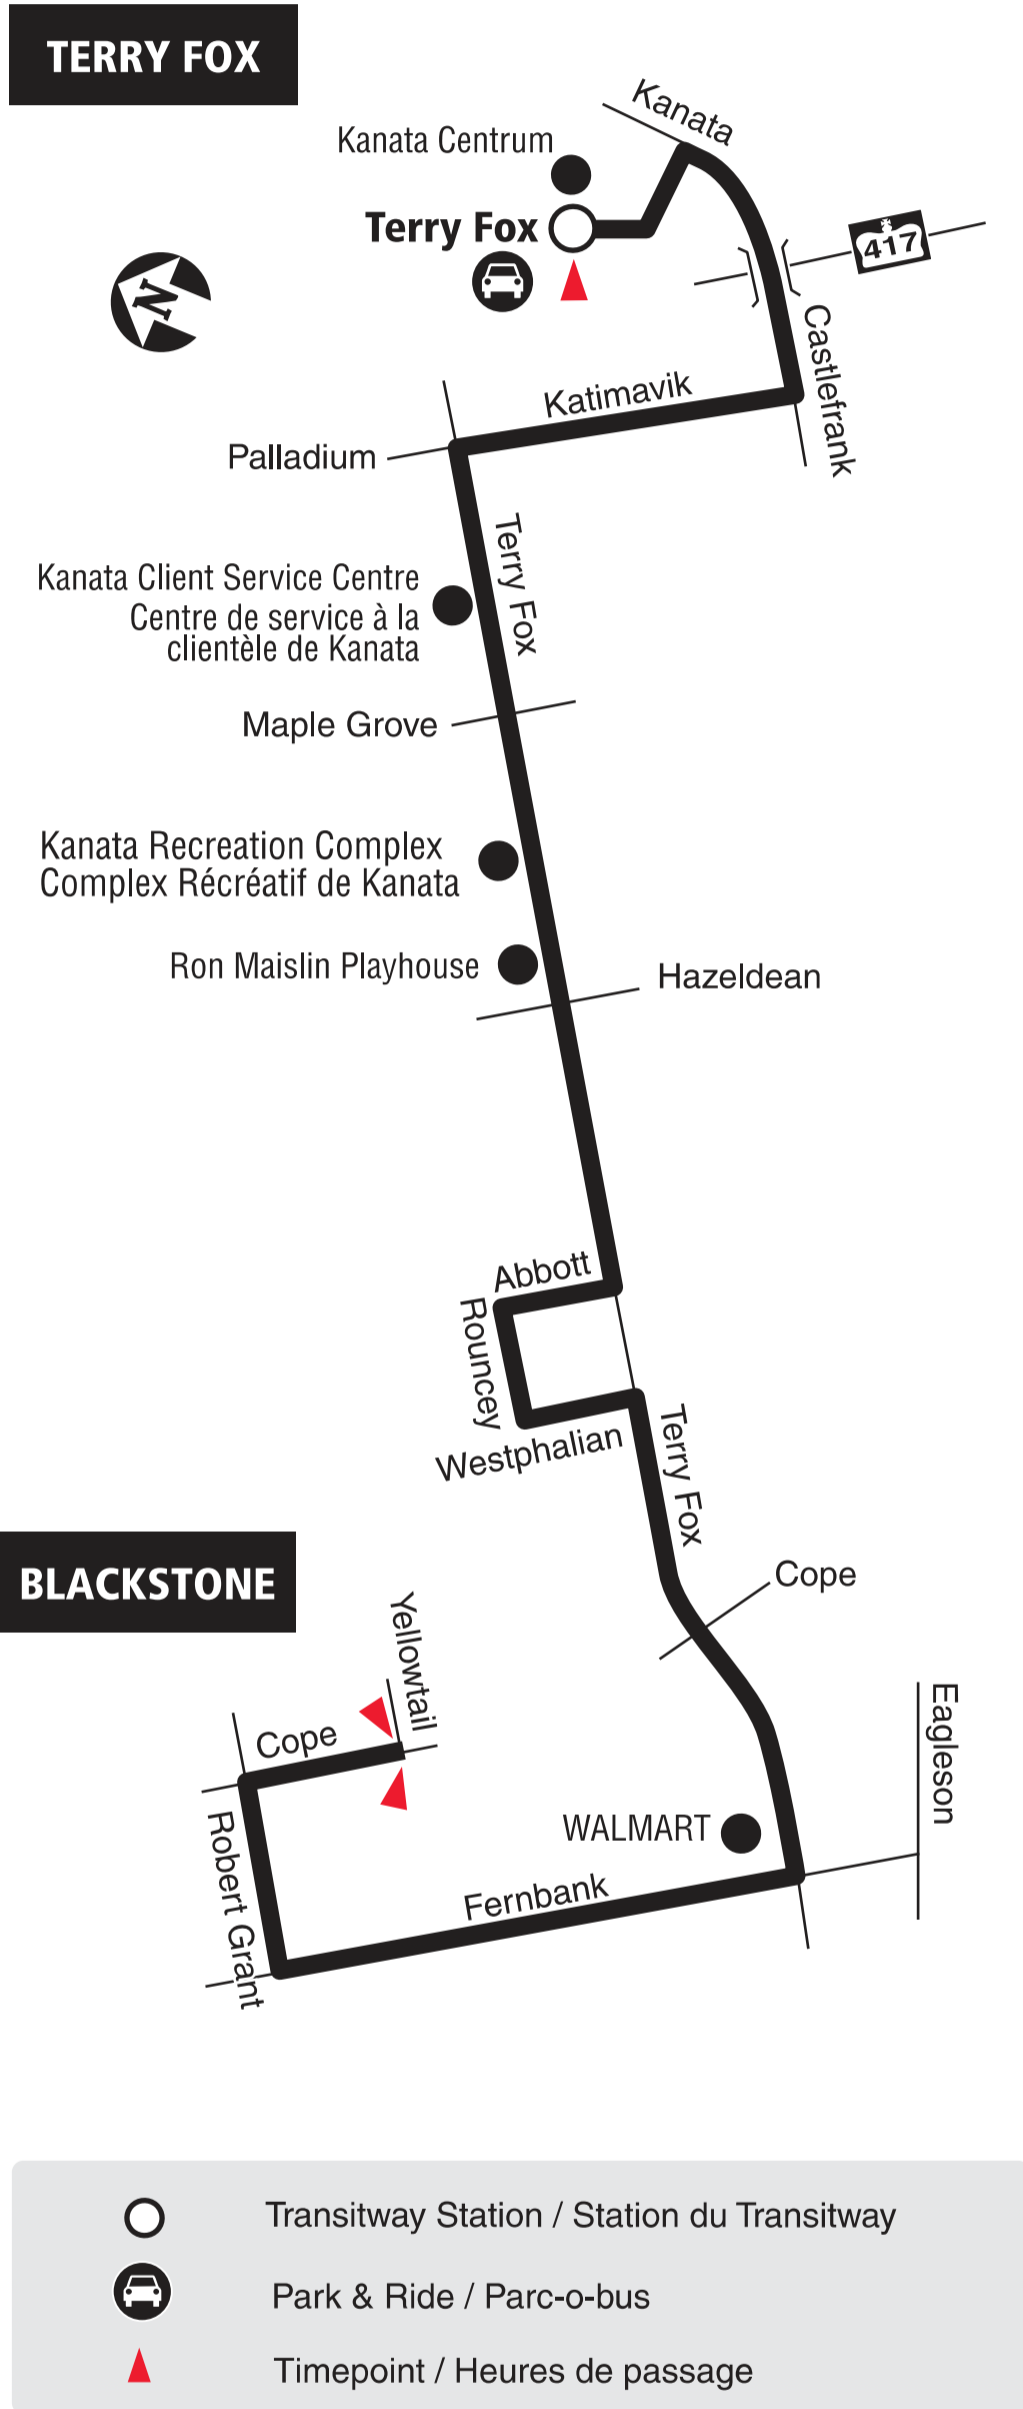 TERRY FOX
Kanata
Kanata Centrum
Terry Fox
417
N
Castlefrank
Katimavik
Palladium
Terry Fox
Kanata Client Service Centre
Centre de service à la
clientèle de Kanata
Maple Grove
Kanata Recreation Complex
Complex Récréatif de Kanata
Ron Maislin Playhouse
Hazeldean
Abbott
Rouncey
Westphalian
Terry Fox
BLACKSTONE
Cope
Yellowtail
Eagleson
Cope
Robert Grant
WALMART
Fernbank
Transitway Station / Station du Transitway
Park & Ride / Parc-o-bus
Timepoint / Heures de passage